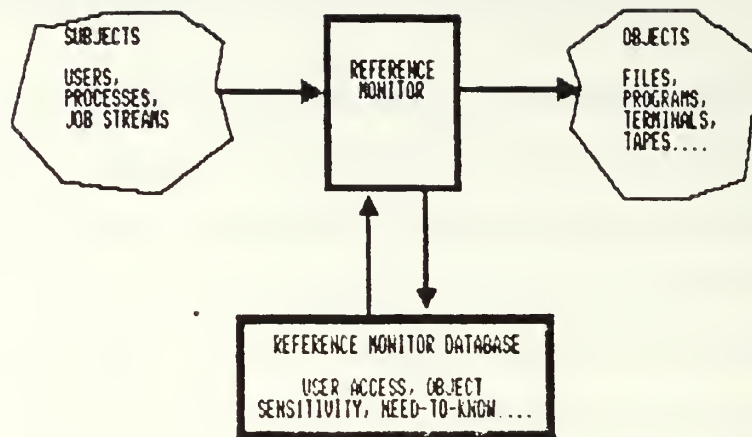 SUBJECTS
USERS,
PROCESSES,
JOB STREAMS
REFERENCE
MONITOR
OBJECTS
FILES,
PROGRAMS,
TERMINALS,
TAPES....
REFERENCE MONITOR DATABASE
USER ACCESS, OBJECT
SENSITIVITY, NEED-TO-KNOW....